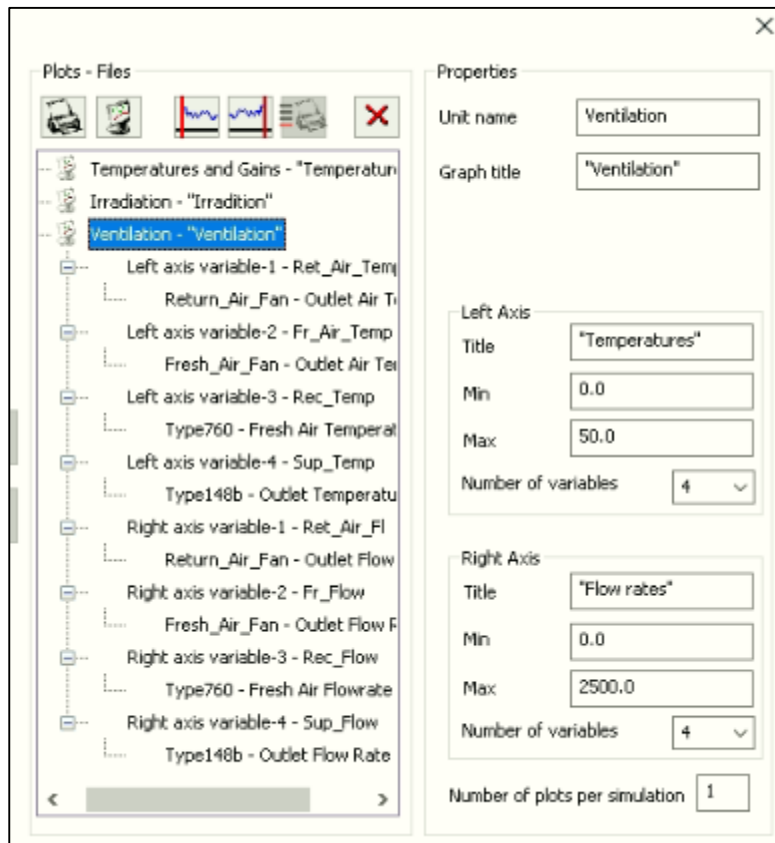 Plots - Files
Temperatures and Gains - "Temperatur
Irradiation - "Irradition"
Ventilation - "Ventilation"
Left axis variable-1 - Ret_Air_Tem
Return_Air_Fan - Outlet Air T
Left axis variable-2 - Fr_Air_Temp
Fresh_Air_Fan - Outlet Air Te
Left axis variable-3 - Rec_Temp
Type760 - Fresh Air Temperat
Left axis variable-4 - Sup_Temp
Type148b - Outlet Temperatu
Right axis variable-1 - Ret_Air_Fl
Return_Air_Fan - Outlet Flow
Right axis variable-2 - Fr_Flow
Fresh_Air_Fan - Outlet Flow R
Right axis variable-3 - Rec_Flow
Type760 - Fresh Air Flowrate
Right axis variable-4 - Sup_Flow
Type148b - Outlet Flow Rate
Properties
Unit name Ventilation
Graph title "Ventilation"
Left Axis
Title "Temperatures"
Min 0.0
Max 50.0
Number of variables 4
Right Axis
Title "Flow rates"
Min 0.0
Max 2500.0
Number of variables 4
Number of plots per simulation 1